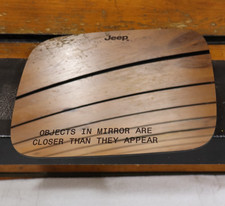 Jeep
OBJECTS IN MIRROR ARE
CLOSER THAN THEY APPEAR